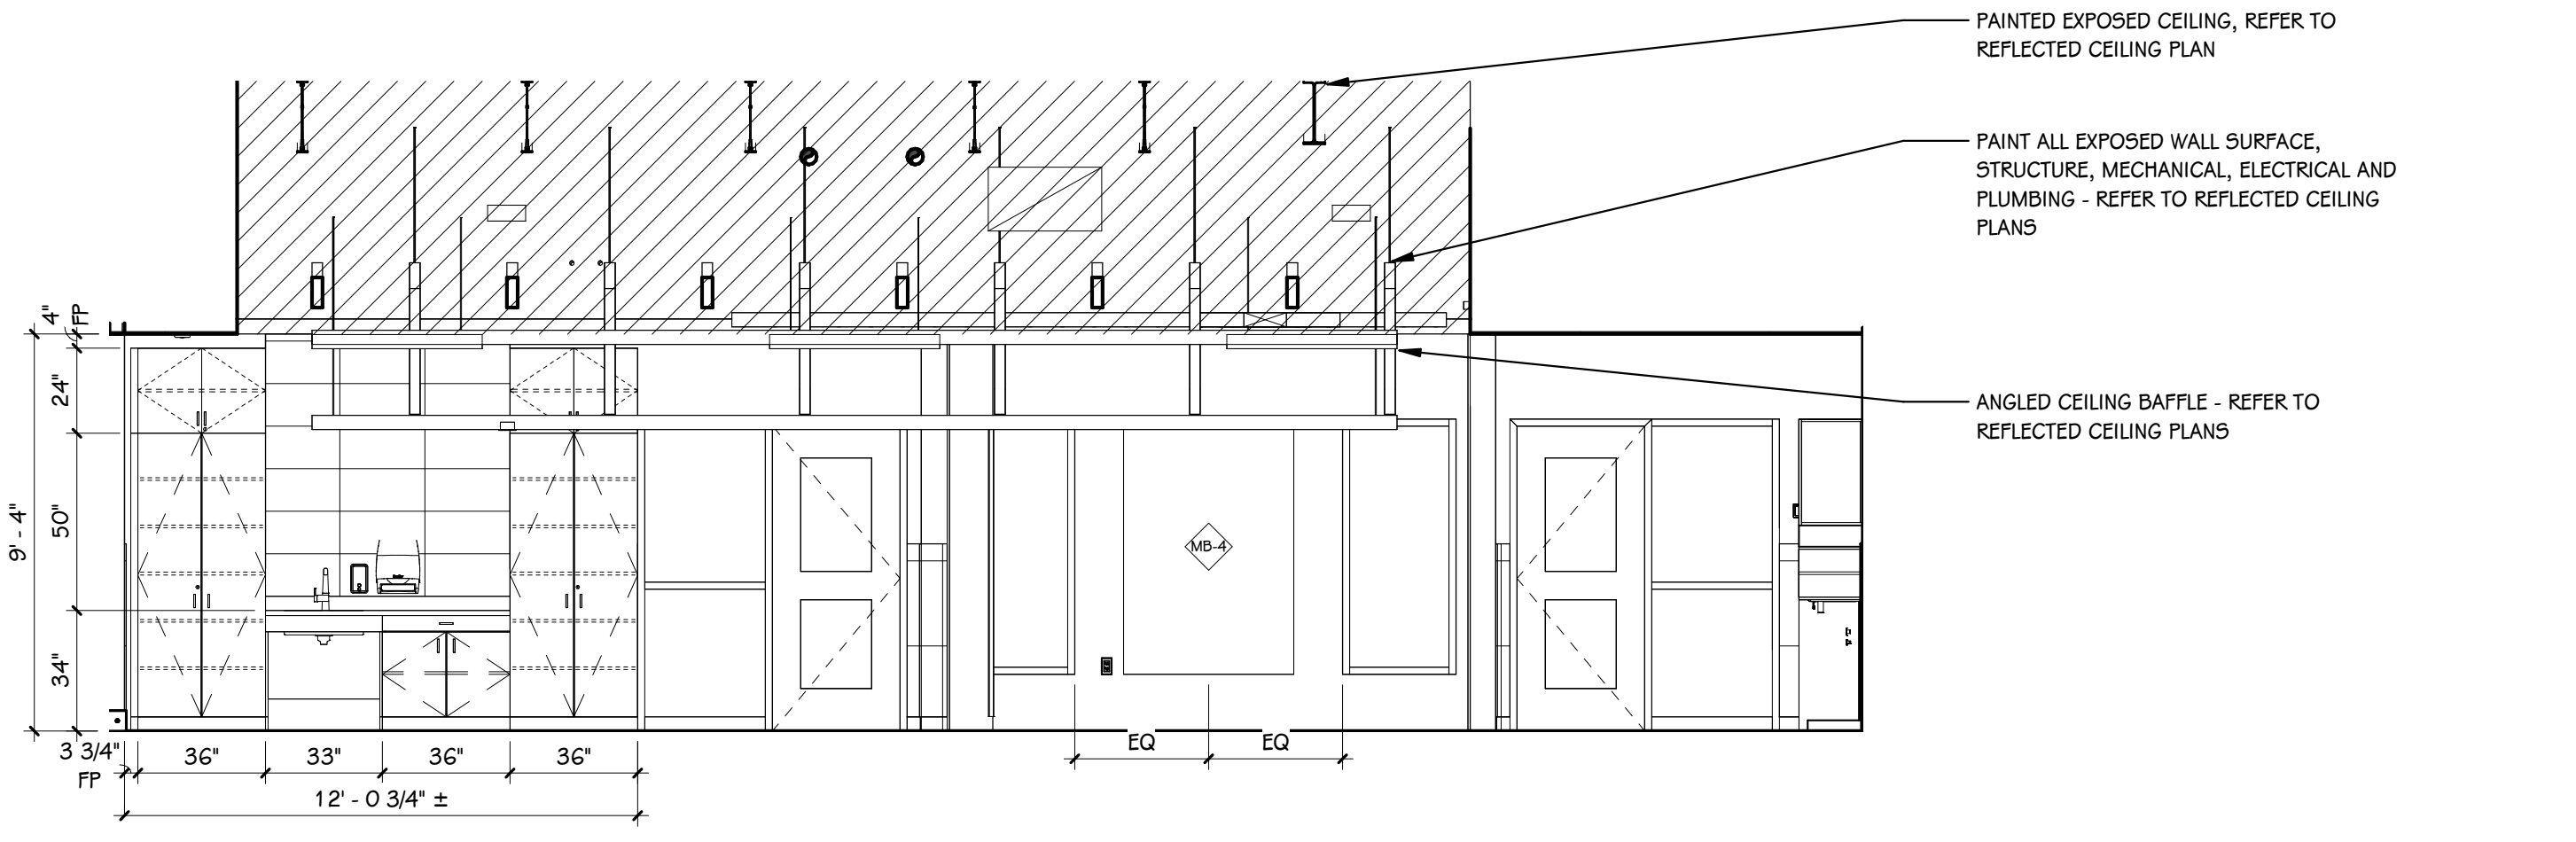 PAINTED EXPOSED CEILING, REFER TO
REFLECTED CEILING PLAN
PAINT ALL EXPOSED WALL SURFACE,
STRUCTURE, MECHANICAL, ELECTRICAL AND
PLUMBING - REFER TO REFLECTED CEILING
PLANS
ANGLED CEILING BAFFLE - REFER TO
REFLECTED CEILING PLANS
4"
FP
24"
50"
9' - 4"
34"
MB-4
3 3/4"
FP
36"
33"
36"
36"
12' - 0 3/4" ±
EQ
EQ